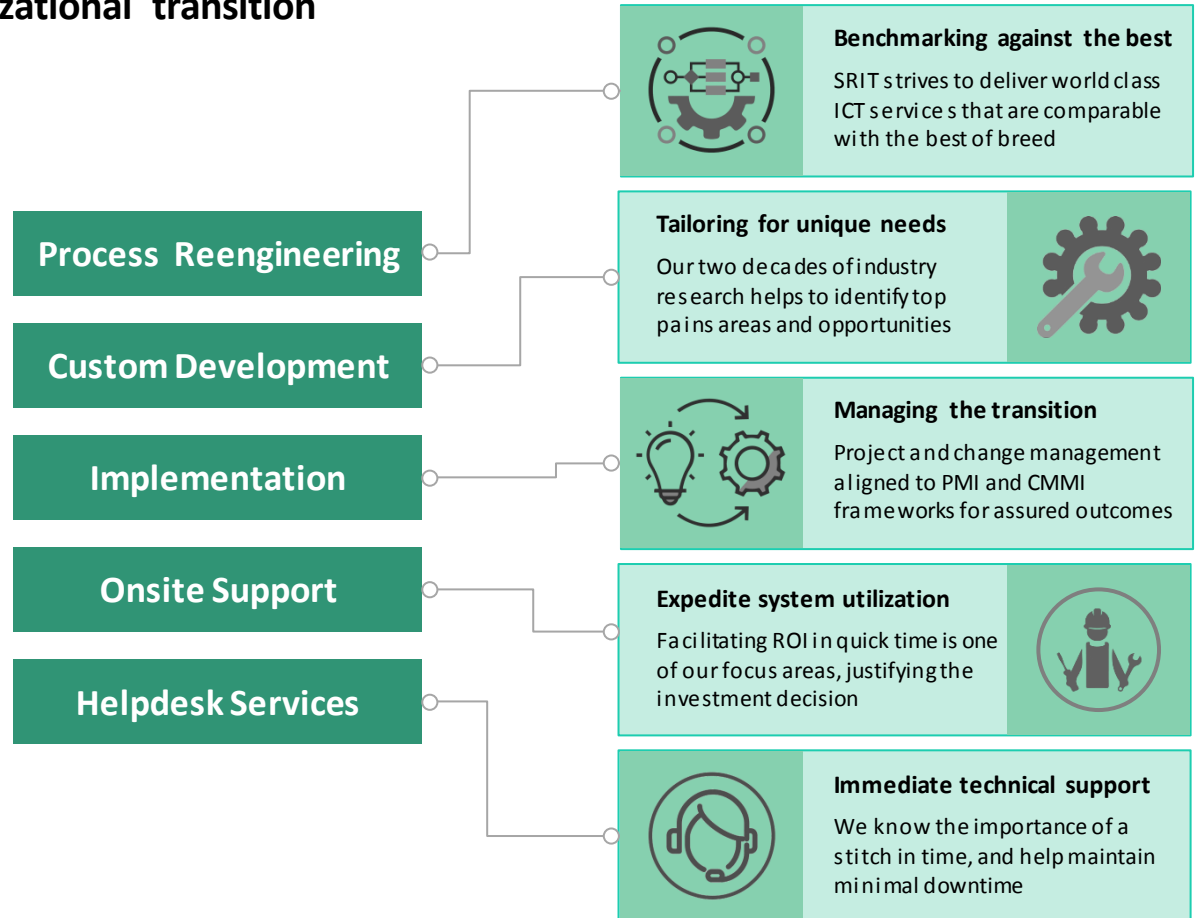 zational transition
Process Reengineering
Custom Development
Implementation
Onsite Support
Helpdesk Services
Benchmarking against the best
SRIT strives to deliver world class
ICT services that are comparable
with the best of breed
Tailoring for unique needs
Our two decades of industry
research helps to identify top
pains areas and opportunities
Managing the transition
Project and change management
aligned to PMI and CMMI
frameworks for assured outcomes
Expedite system utilization
Facilitating ROI in quick time is one
of our focus areas, justifying the
investment decision
Immediate technical support
We know the importance of a
stitch in time, and help maintain
minimal downtime